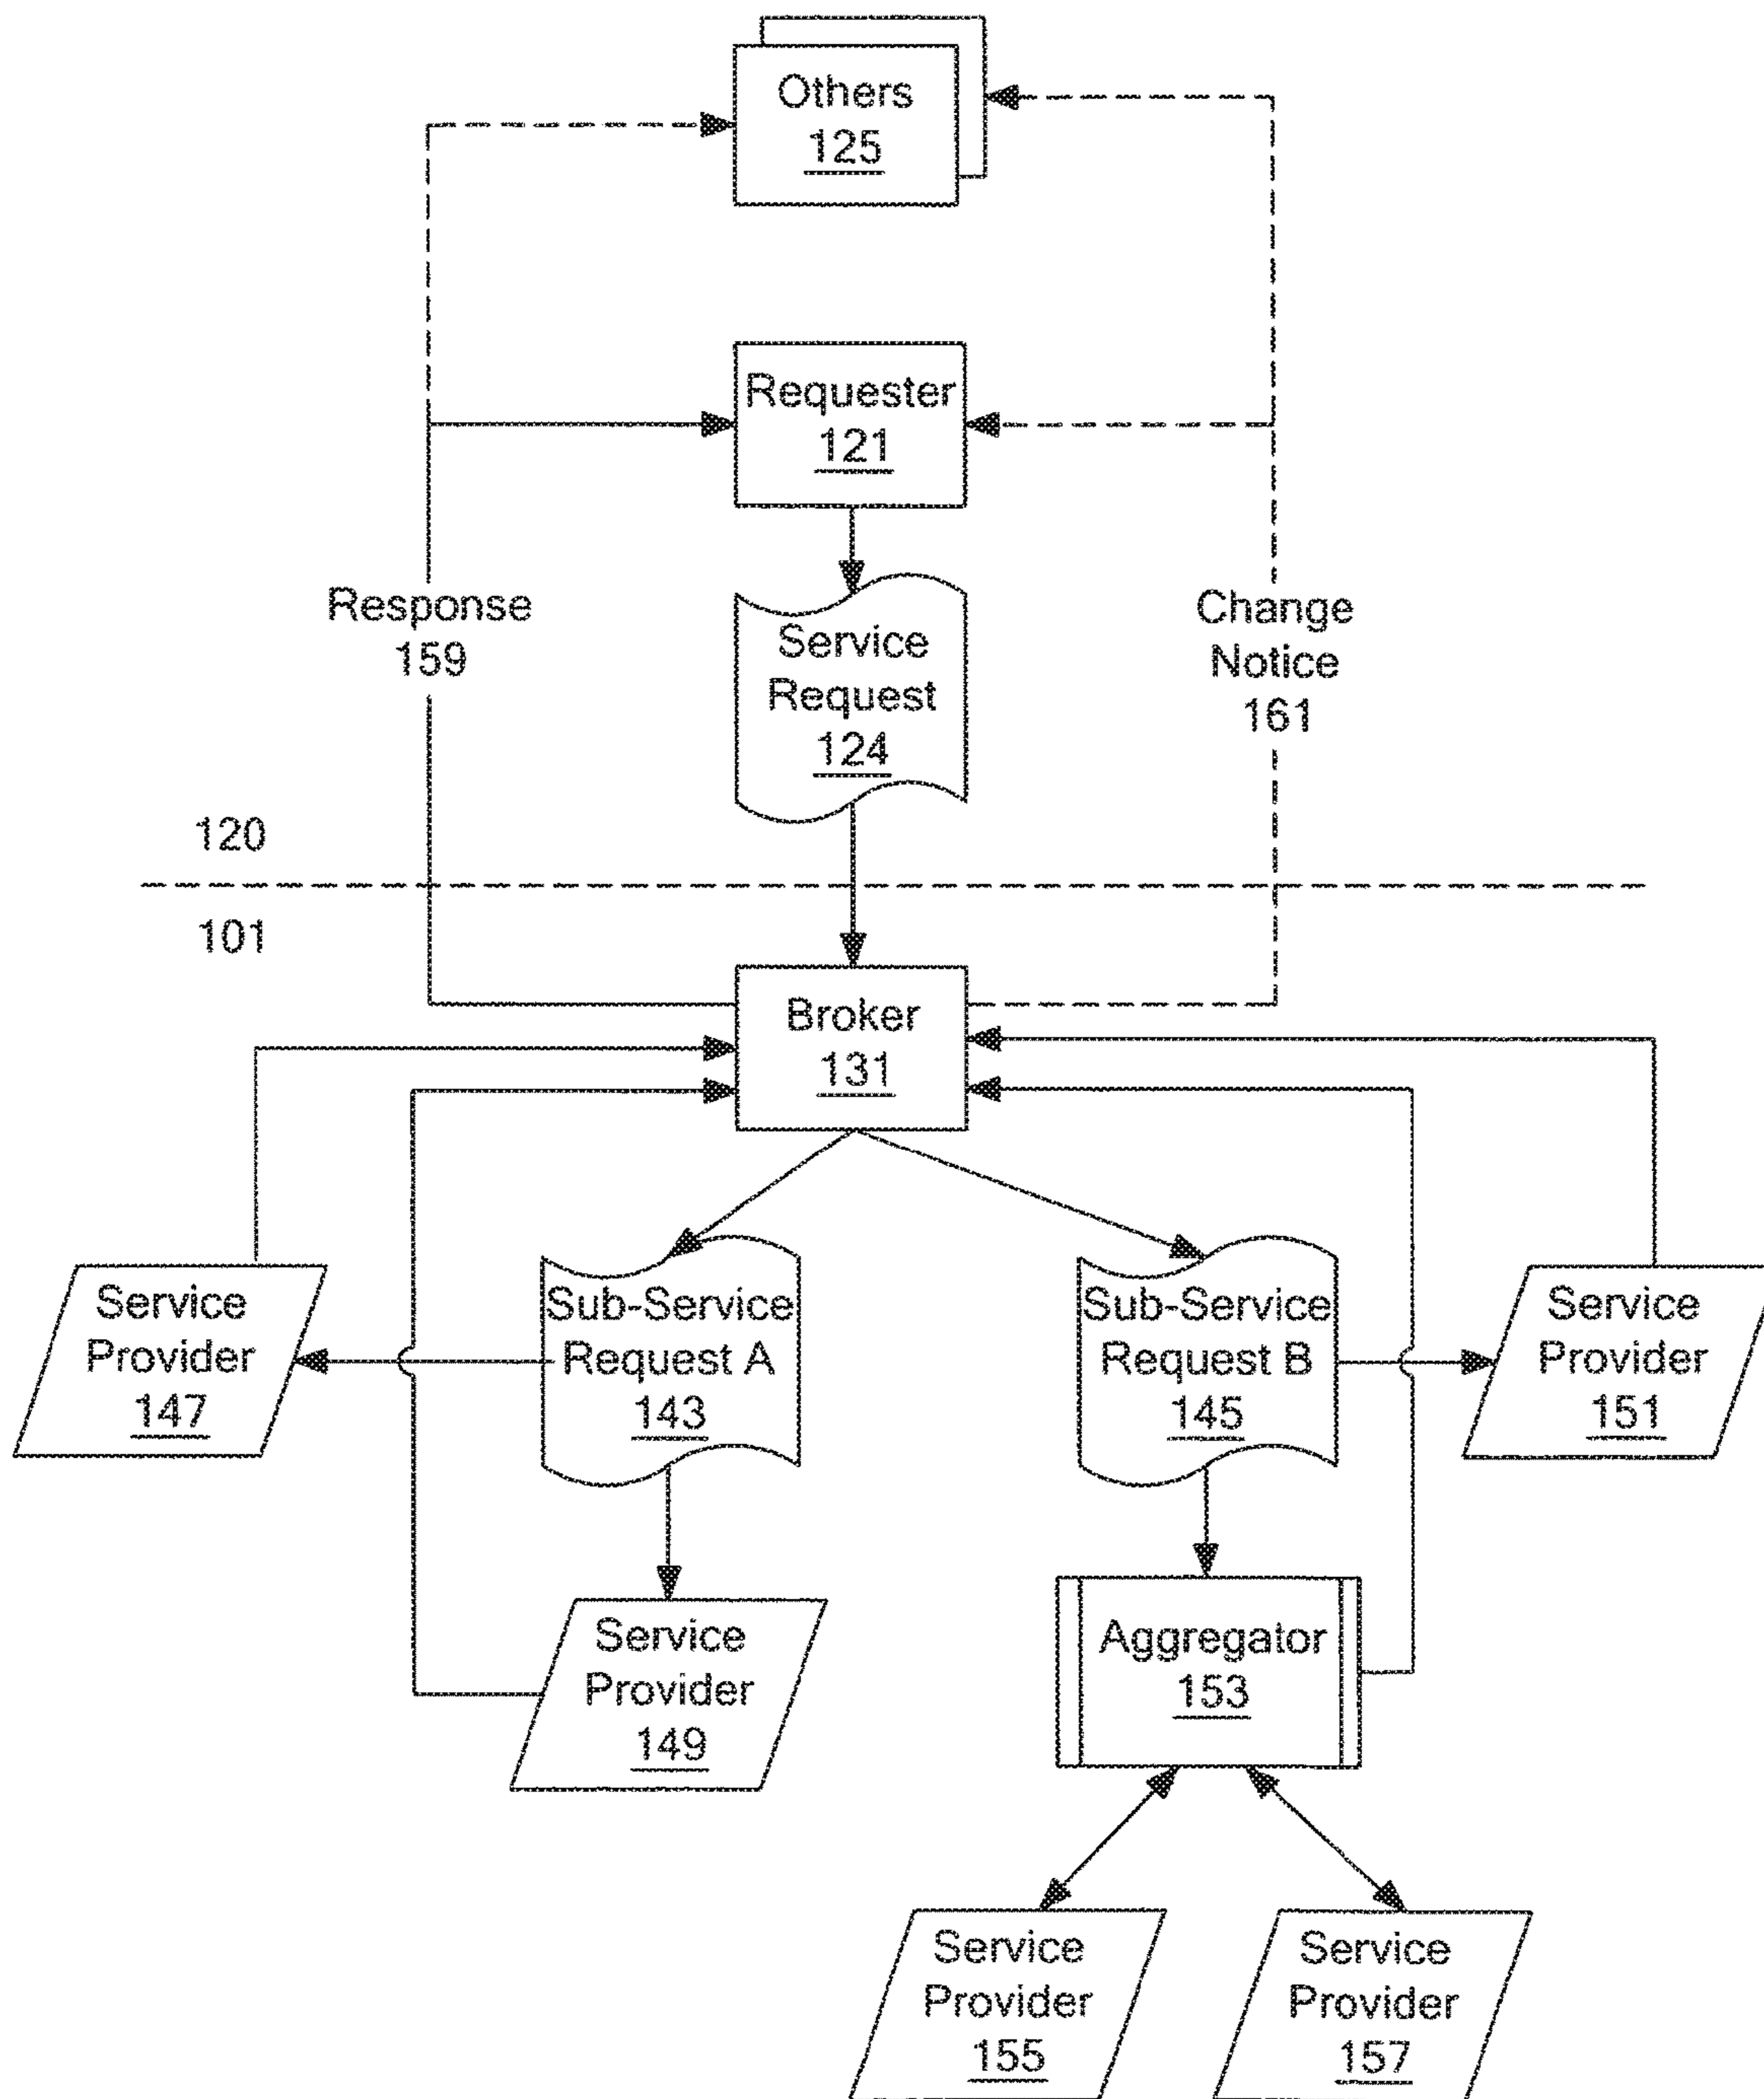 Others
125
Requester
121
Response
159
Service
Request
124
Change
Notice
161
120
101
Broker
131
Service
Provider
147
Sub-Service
Request A
143
Sub-Service
Request B
145
Service
Provider
151
Service
Provider
149
Aggregator
153
Service
Provider
155
Service
Provider
157